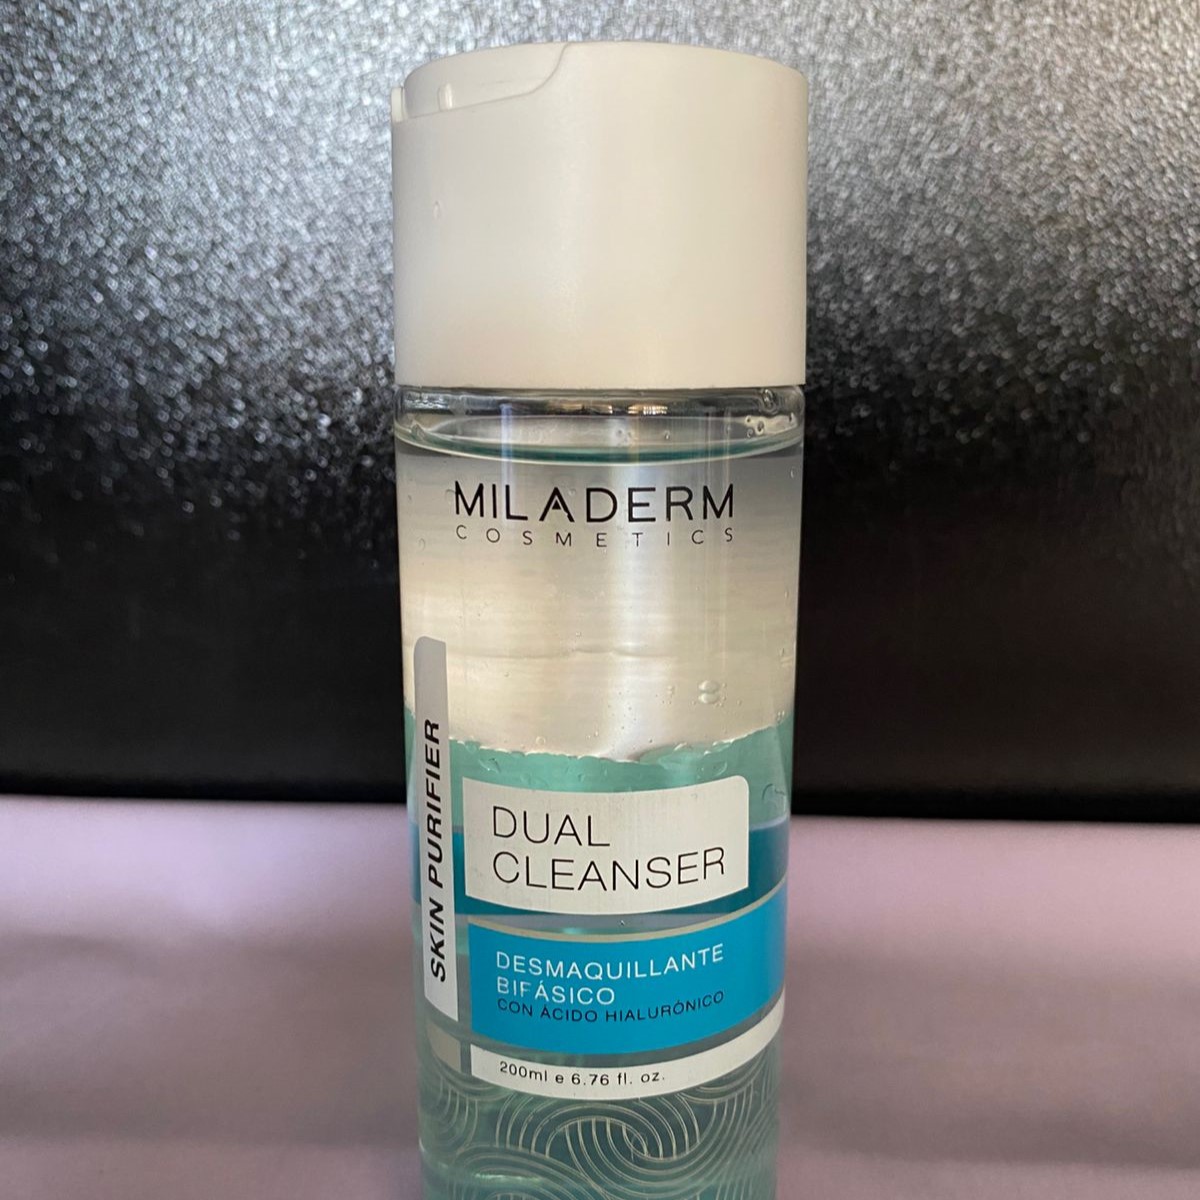 MILADERM
COSMETICS
SKIN PURIFIER
DUAL
CLEANSER
DESMAQUILLANTE
BIFÁSICO
CON ÁCIDO HIALURÓNICO
200ml e 6.76 fl. oz.